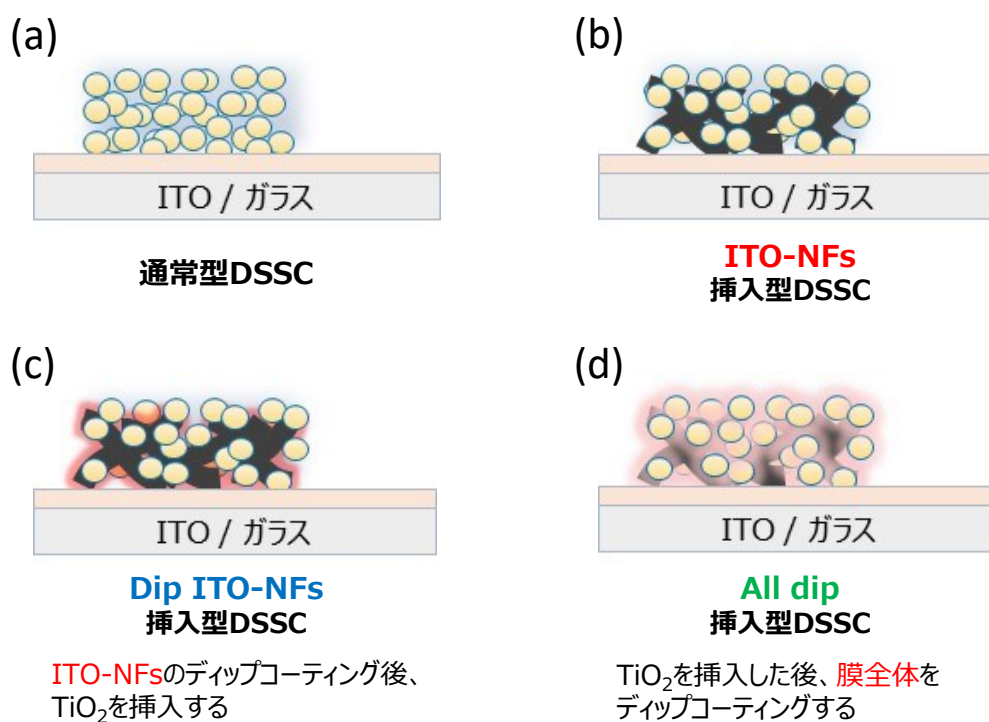 (a)
ITO / ガラス
通常型DSSC
(b)
ITO / ガラス
ITO-NFs
挿入型DSSC
(c)
ITO / ガラス
Dip ITO-NFs
挿入型DSSC
ITO-NFsのディップコーティング後、
TiO₂を挿入する
(d)
ITO / ガラス
All dip
挿入型DSSC
TiO₂を挿入した後、膜全体を
ディップコーティングする